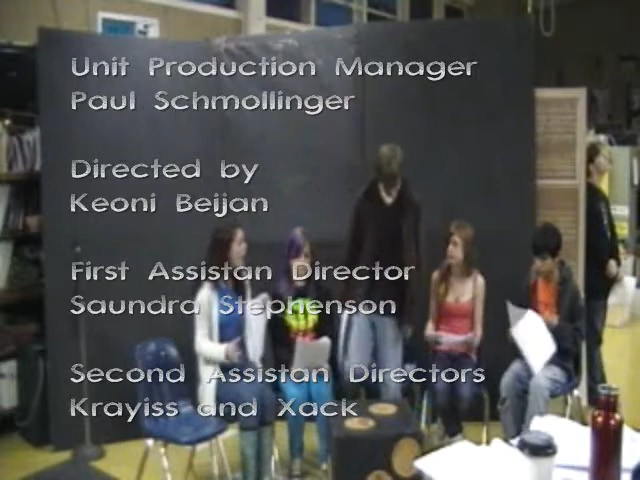 Unit Production Manager
Paul Schmollinger
Directed by
Keoni Beijan
First Assistan Director
Saundra Stephenson
Second Assistan Directors
Krayiss and Xack